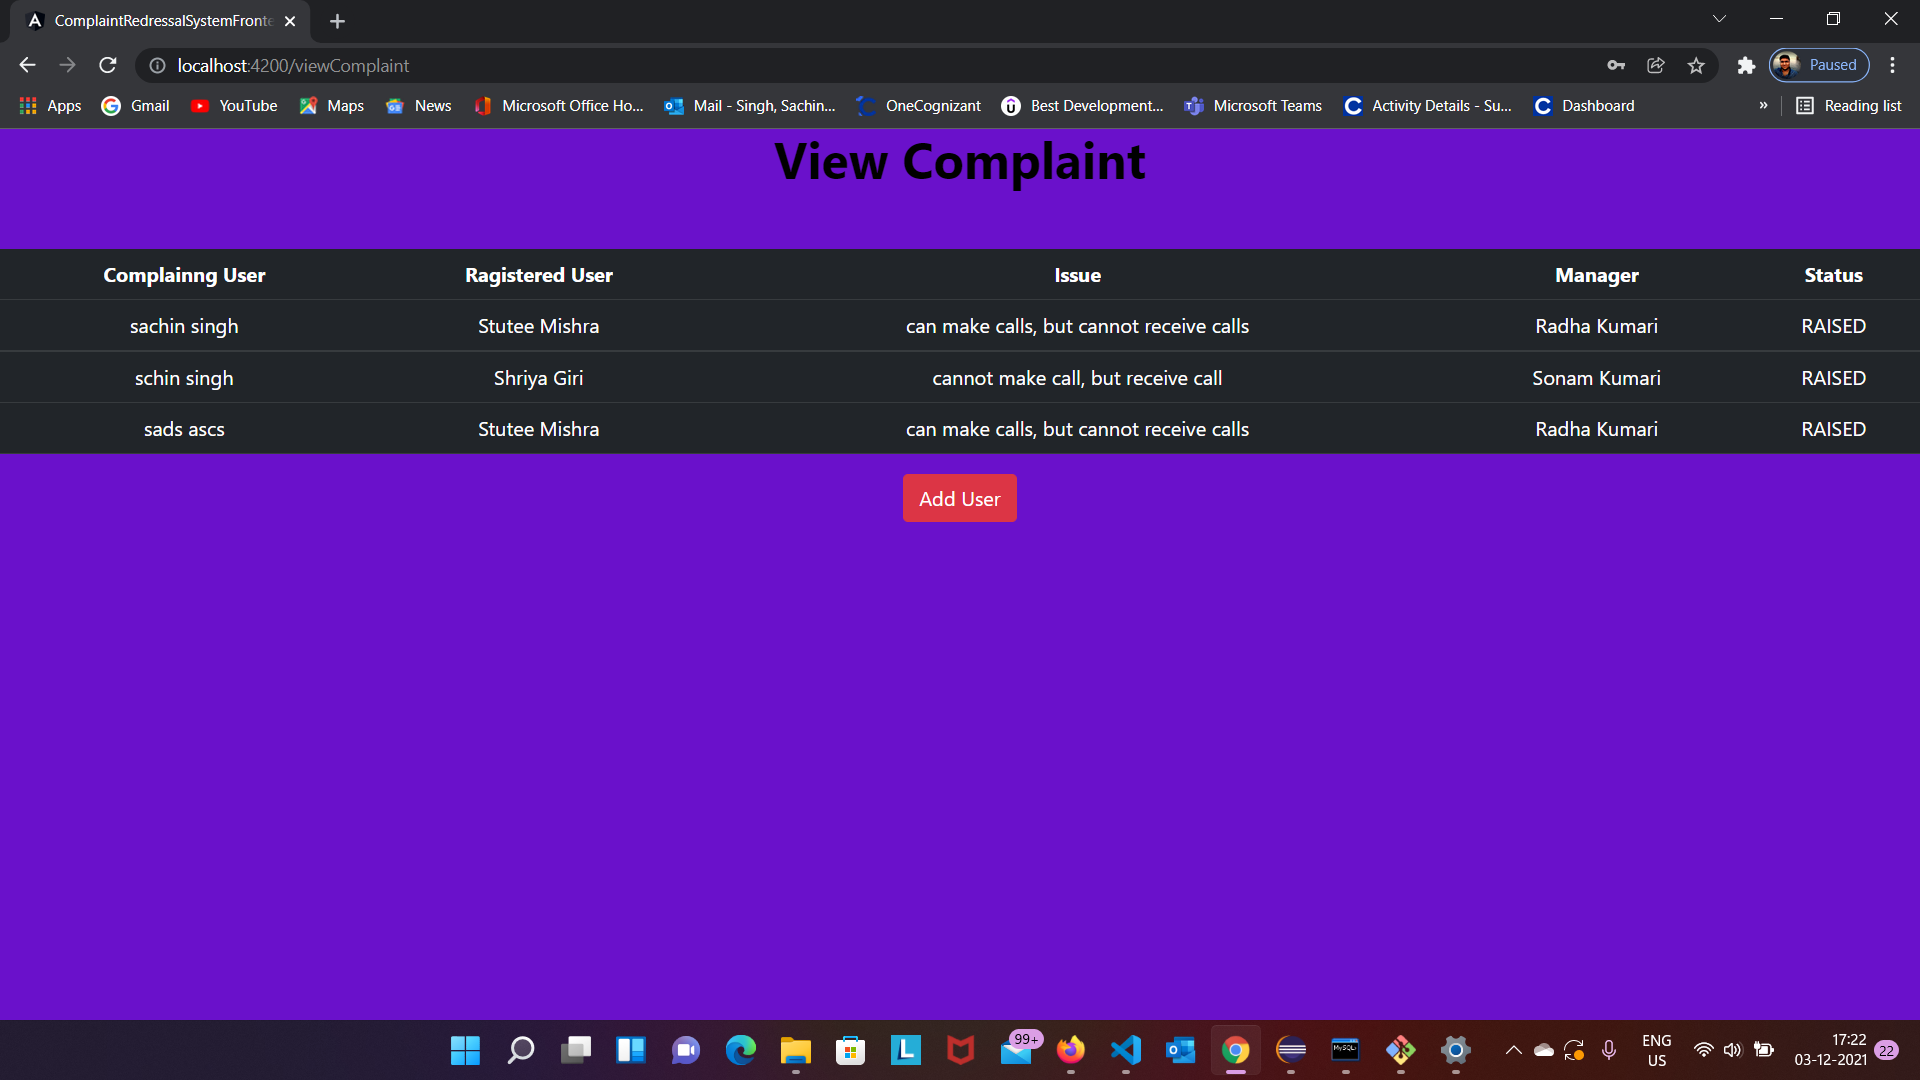 ComplaintRedressalSystemFronte
localhost:4200/viewComplaint
Paused
Apps Gmail YouTube Maps News Microsoft Office Ho... Mail - Singh, Sachin... OneCognizant Best Development... Microsoft Teams Activity Details - Su... Dashboard » Reading list
View Complaint
Complainng User Ragistered User Issue Manager Status
sachin singh Stutee Mishra can make calls, but cannot receive calls Radha Kumari RAISED
schin singh Shriya Giri cannot make call, but receive call Sonam Kumari RAISED
sads ascs Stutee Mishra can make calls, but cannot receive calls Radha Kumari RAISED
Add User
99+
L
MySQL
ENG
US
17:22
03-12-2021
22